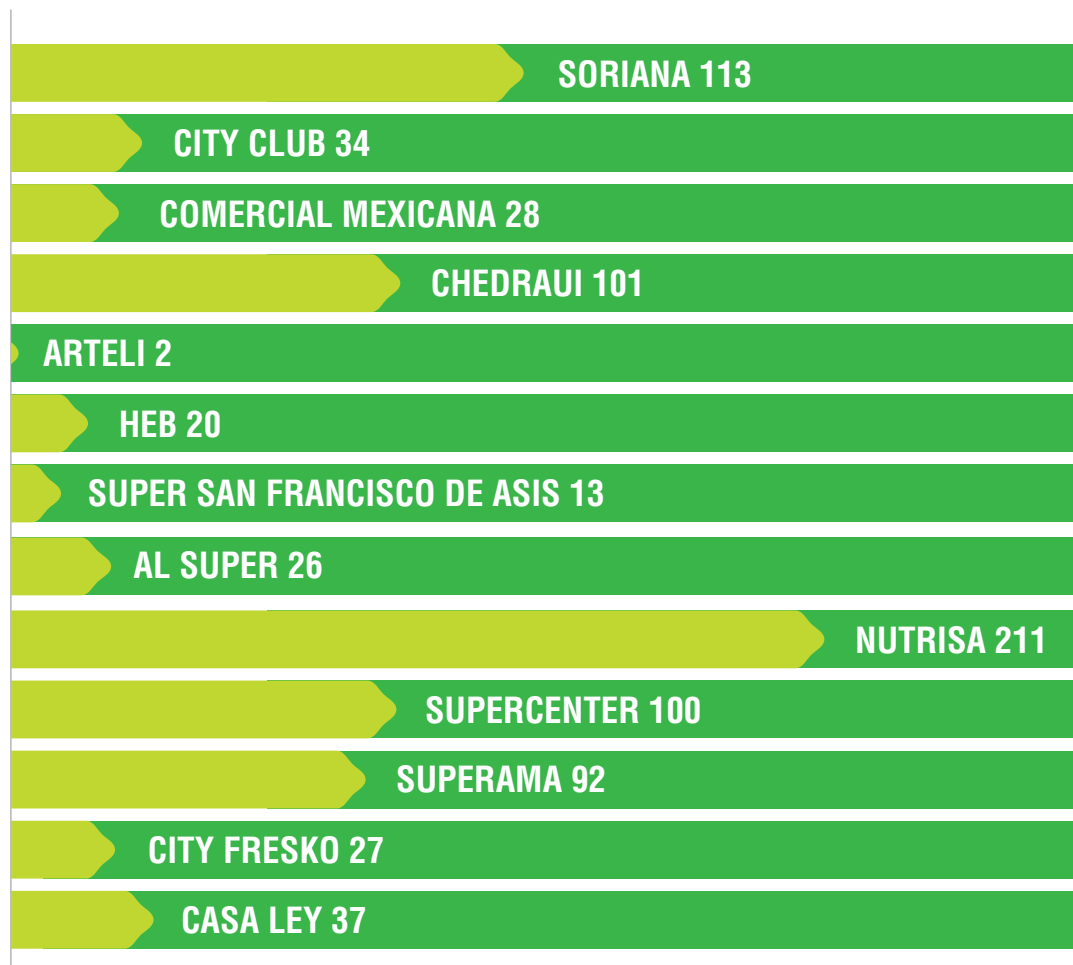 SORIANA 113
CITY CLUB 34
COMERCIAL MEXICANA 28
CHEDRAUI 101
ARTELI 2
HEB 20
SUPER SAN FRANCISCO DE ASIS 13
AL SUPER 26
NUTRISA 211
SUPERCENTER 100
SUPERAMA 92
CITY FRESKO 27
CASA LEY 37